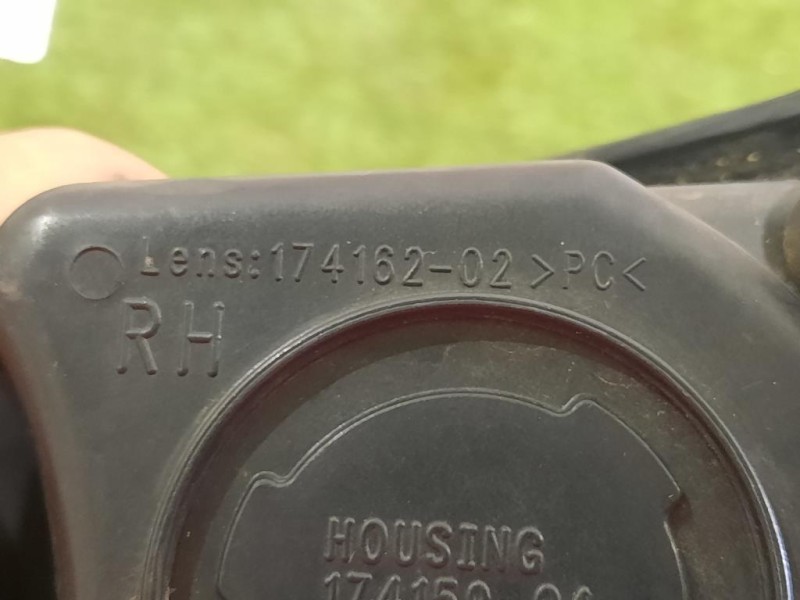 Lens:174162-02 >PC<
RH
HOUSING